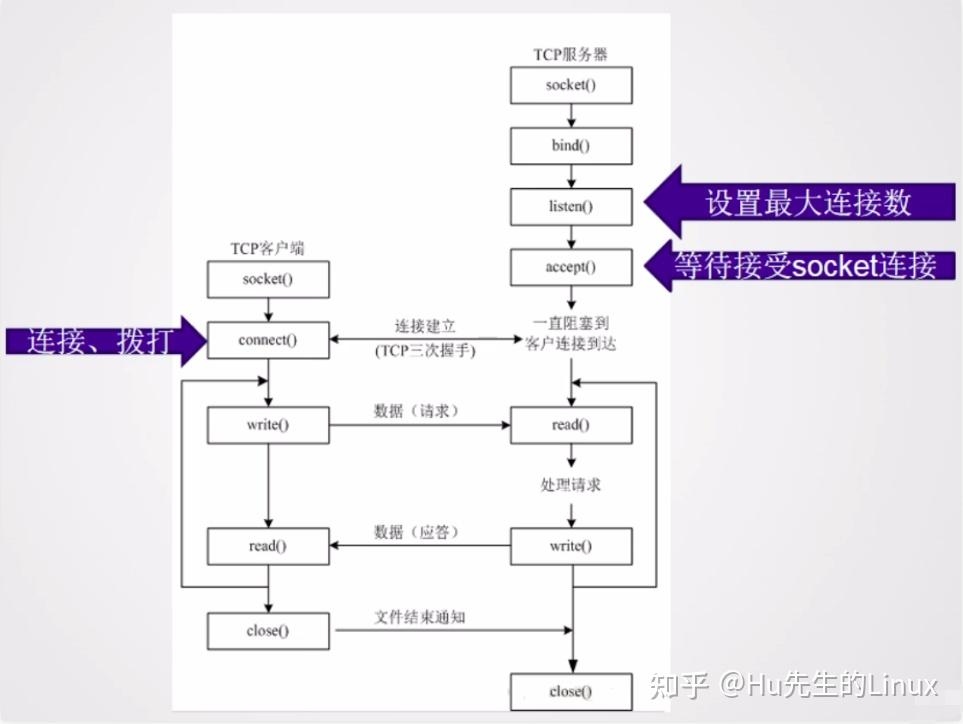 TCP服务器
socket()
bind()
listen()
设置最大连接数
accept()
等待接受socket连接
一直阻塞到
客户连接到达
TCP客户端
socket()
连接、拨打
connect()
连接建立
(TCP三次握手)
write()
数据（请求）
read()
处理请求
read()
数据（应答）
write()
close()
文件结束通知
close()
知乎 @Hu先生的Linux